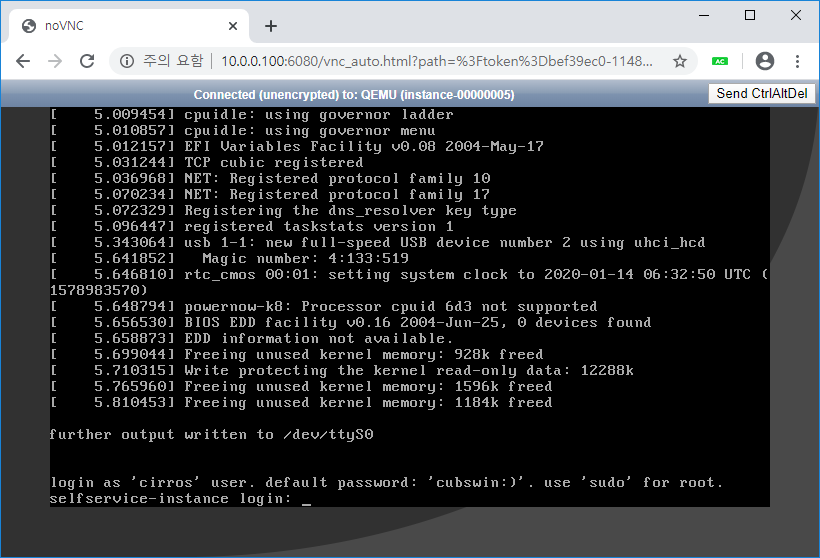 noVNC
주의 요함
10.0.0.100:6080/vnc_auto.html?path=%3Ftoken%3Dbef39ec0-1148...
AC
Connected (unencrypted) to: QEMU (instance-00000005)
Send CtrlAltDel
[    5.009454] cpuidle: using governor ladder
[    5.010857] cpuidle: using governor menu
[    5.012157] EFI Variables Facility v0.08 2004-May-17
[    5.031244] TCP cubic registered
[    5.036968] NET: Registered protocol family 10
[    5.070234] NET: Registered protocol family 17
[    5.072329] Registering the dns_resolver key type
[    5.096447] registered taskstats version 1
[    5.343064] usb 1-1: new full-speed USB device number 2 using uhci_hcd
[    5.641852]   Magic number: 4:133:519
[    5.646810] rtc_cmos 00:01: setting system clock to 2020-01-14 06:32:50 UTC (
1578983570)
[    5.648794] powernow-k8: Processor cpuid 6d3 not supported
[    5.656530] BIOS EDD facility v0.16 2004-Jun-25, 0 devices found
[    5.658873] EDD information not available.
[    5.699044] Freeing unused kernel memory: 928k freed
[    5.710315] Write protecting the kernel read-only data: 12288k
[    5.765960] Freeing unused kernel memory: 1596k freed
[    5.810453] Freeing unused kernel memory: 1184k freed
further output written to /dev/ttyS0
login as 'cirros' user. default password: 'cubswin:)'. use 'sudo' for root.
selfservice-instance login: _